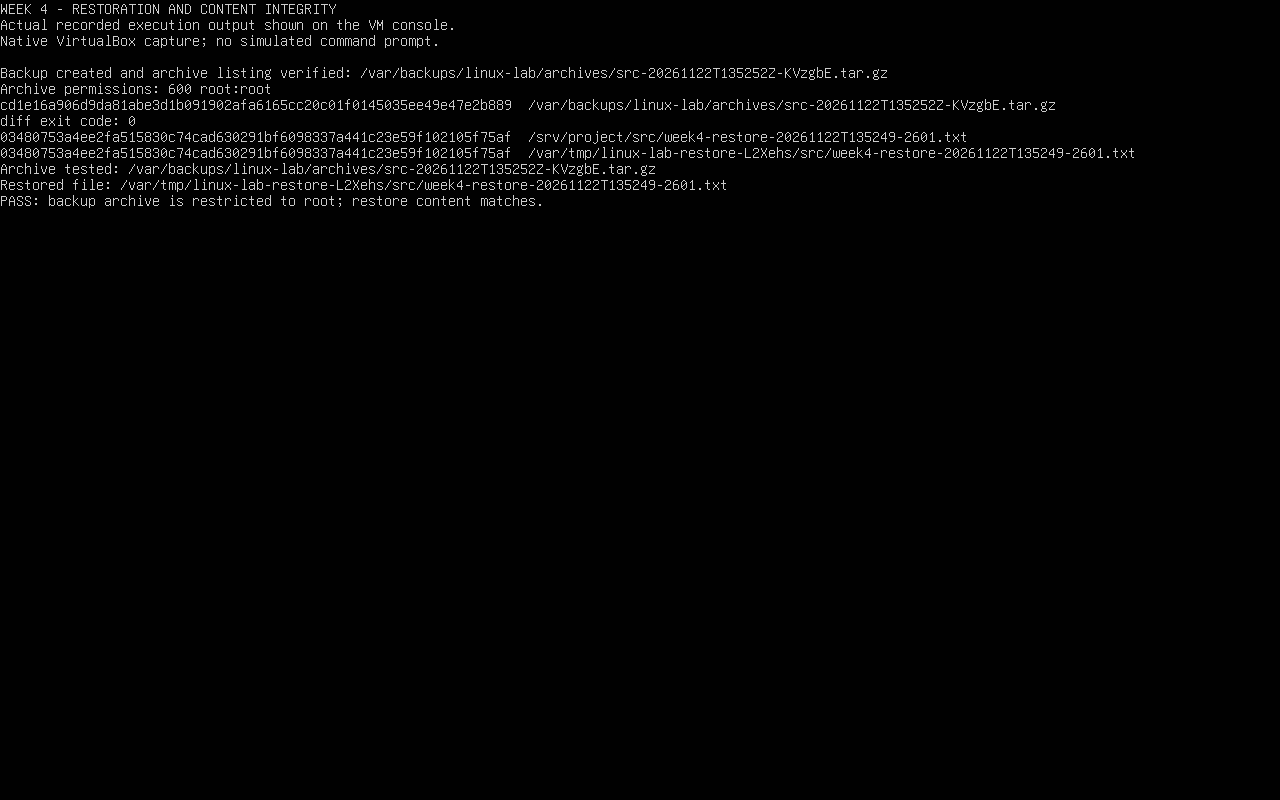 WEEK 4 - RESTORATION AND CONTENT INTEGRITY
Actual recorded execution output shown on the VM console.
Native VirtualBox capture; no simulated command prompt.
Backup created and archive listing verified: /var/backups/linux-lab/archives/src-20261122T135252Z-KVzgbE.tar.gz
Archive permissions: 600 root:root
cd1e16a906d9da81abe3d1b091902afa6165cc20c01f0145035ee49e47e2b889  /var/backups/linux-lab/archives/src-20261122T135252Z-KVzgbE.tar.gz
diff exit code: 0
03480753a4ee2fa515830c74cad630291bf6098337a441c23e59f102105f75af  /srv/project/src/week4-restore-20261122T135249-2601.txt
03480753a4ee2fa515830c74cad630291bf6098337a441c23e59f102105f75af  /var/tmp/linux-lab-restore-L2Xehs/src/week4-restore-20261122T135249-2601.txt
Archive tested: /var/backups/linux-lab/archives/src-20261122T135252Z-KVzgbE.tar.gz
Restored file: /var/tmp/linux-lab-restore-L2Xehs/src/week4-restore-20261122T135249-2601.txt
PASS: backup archive is restricted to root; restore content matches.